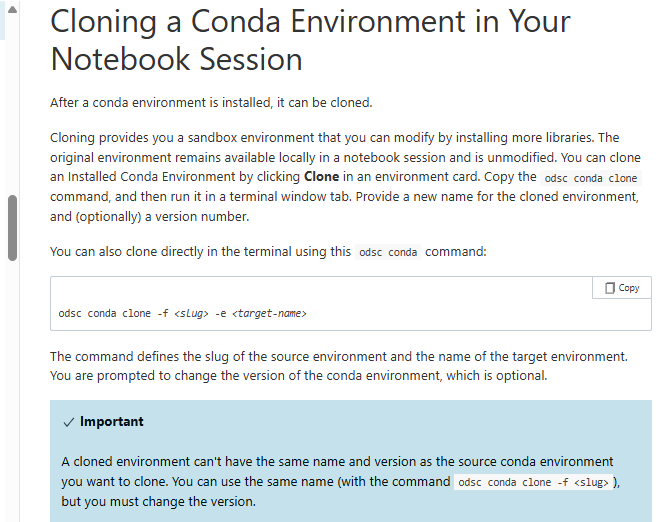 Cloning a Conda Environment in Your
Notebook Session
After a conda environment is installed, it can be cloned.
Cloning provides you a sandbox environment that you can modify by installing more libraries. The
original environment remains available locally in a notebook session and is unmodified. You can clone
an Installed Conda Environment by clicking Clone in an environment card. Copy the odsc conda clone
command, and then run it in a terminal window tab. Provide a new name for the cloned environment,
and (optionally) a version number.
You can also clone directly in the terminal using this odsc conda command:
Copy
odsc conda clone -f <slug> -e <target-name>
The command defines the slug of the source environment and the name of the target environment.
You are prompted to change the version of the conda environment, which is optional.
Important
A cloned environment can't have the same name and version as the source conda environment
you want to clone. You can use the same name (with the command odsc conda clone -f <slug> ),
but you must change the version.